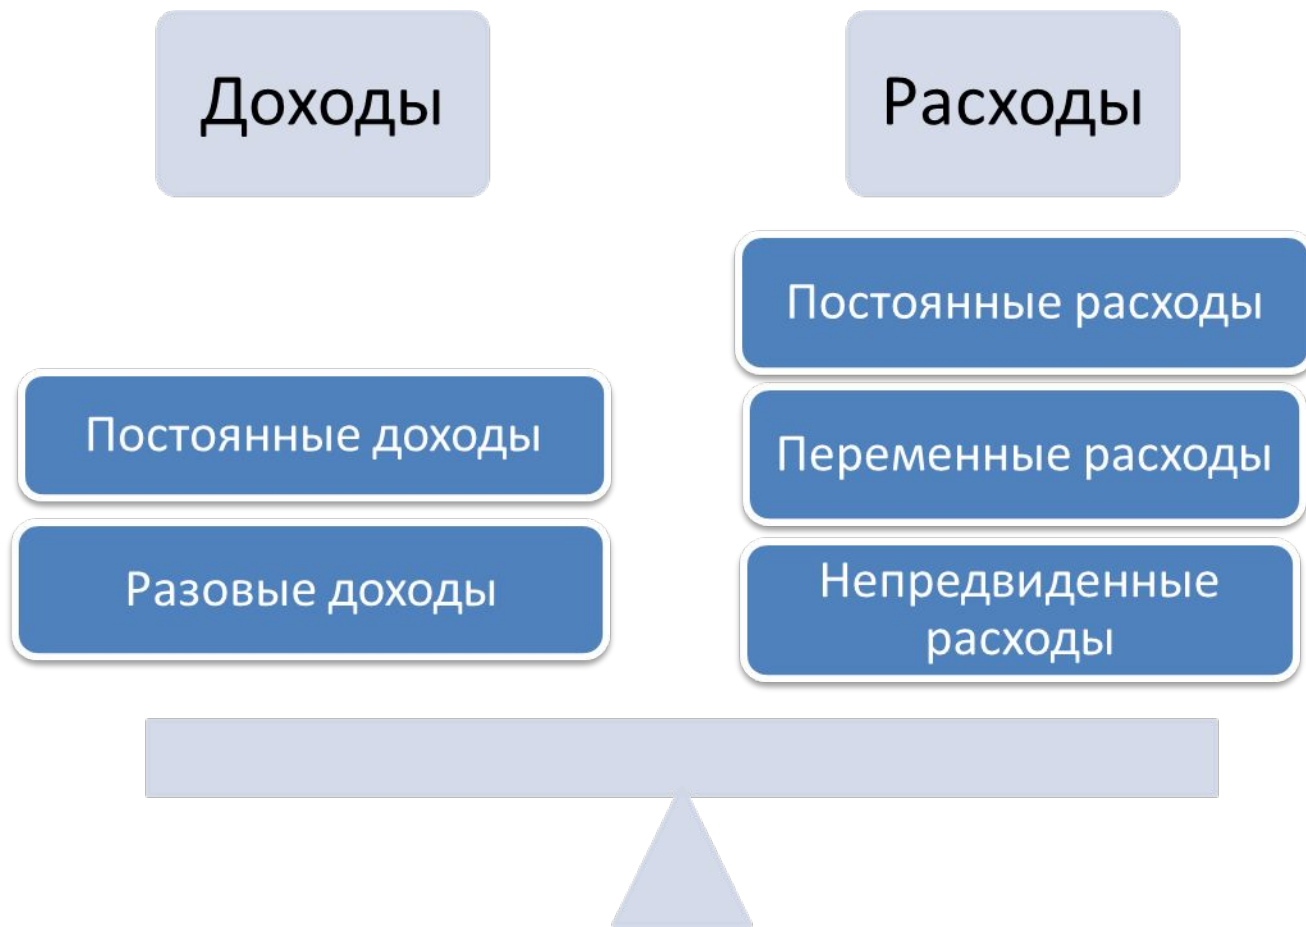 Доходы
Расходы
Постоянные доходы
Разовые доходы
Постоянные расходы
Переменные расходы
Непредвиденные
расходы